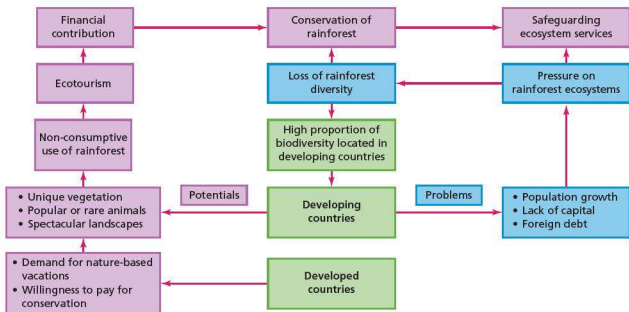 Financial
contribution
Conservation of
rainforest
Safeguarding
ecosystem services
Ecotourism
Loss of rainforest
diversity
Pressure on
rainforest ecosystems
Non-consumptive
use of rainforest
High proportion of
biodiversity located in
developing countries
• Unique vegetation
• Popular or rare animals
• Spectacular landscapes
Potentials
Developing
countries
Problems
• Population growth
• Lack of capital
• Foreign debt
• Demand for nature-based
vacations
• Willingness to pay for
conservation
Developed
countries